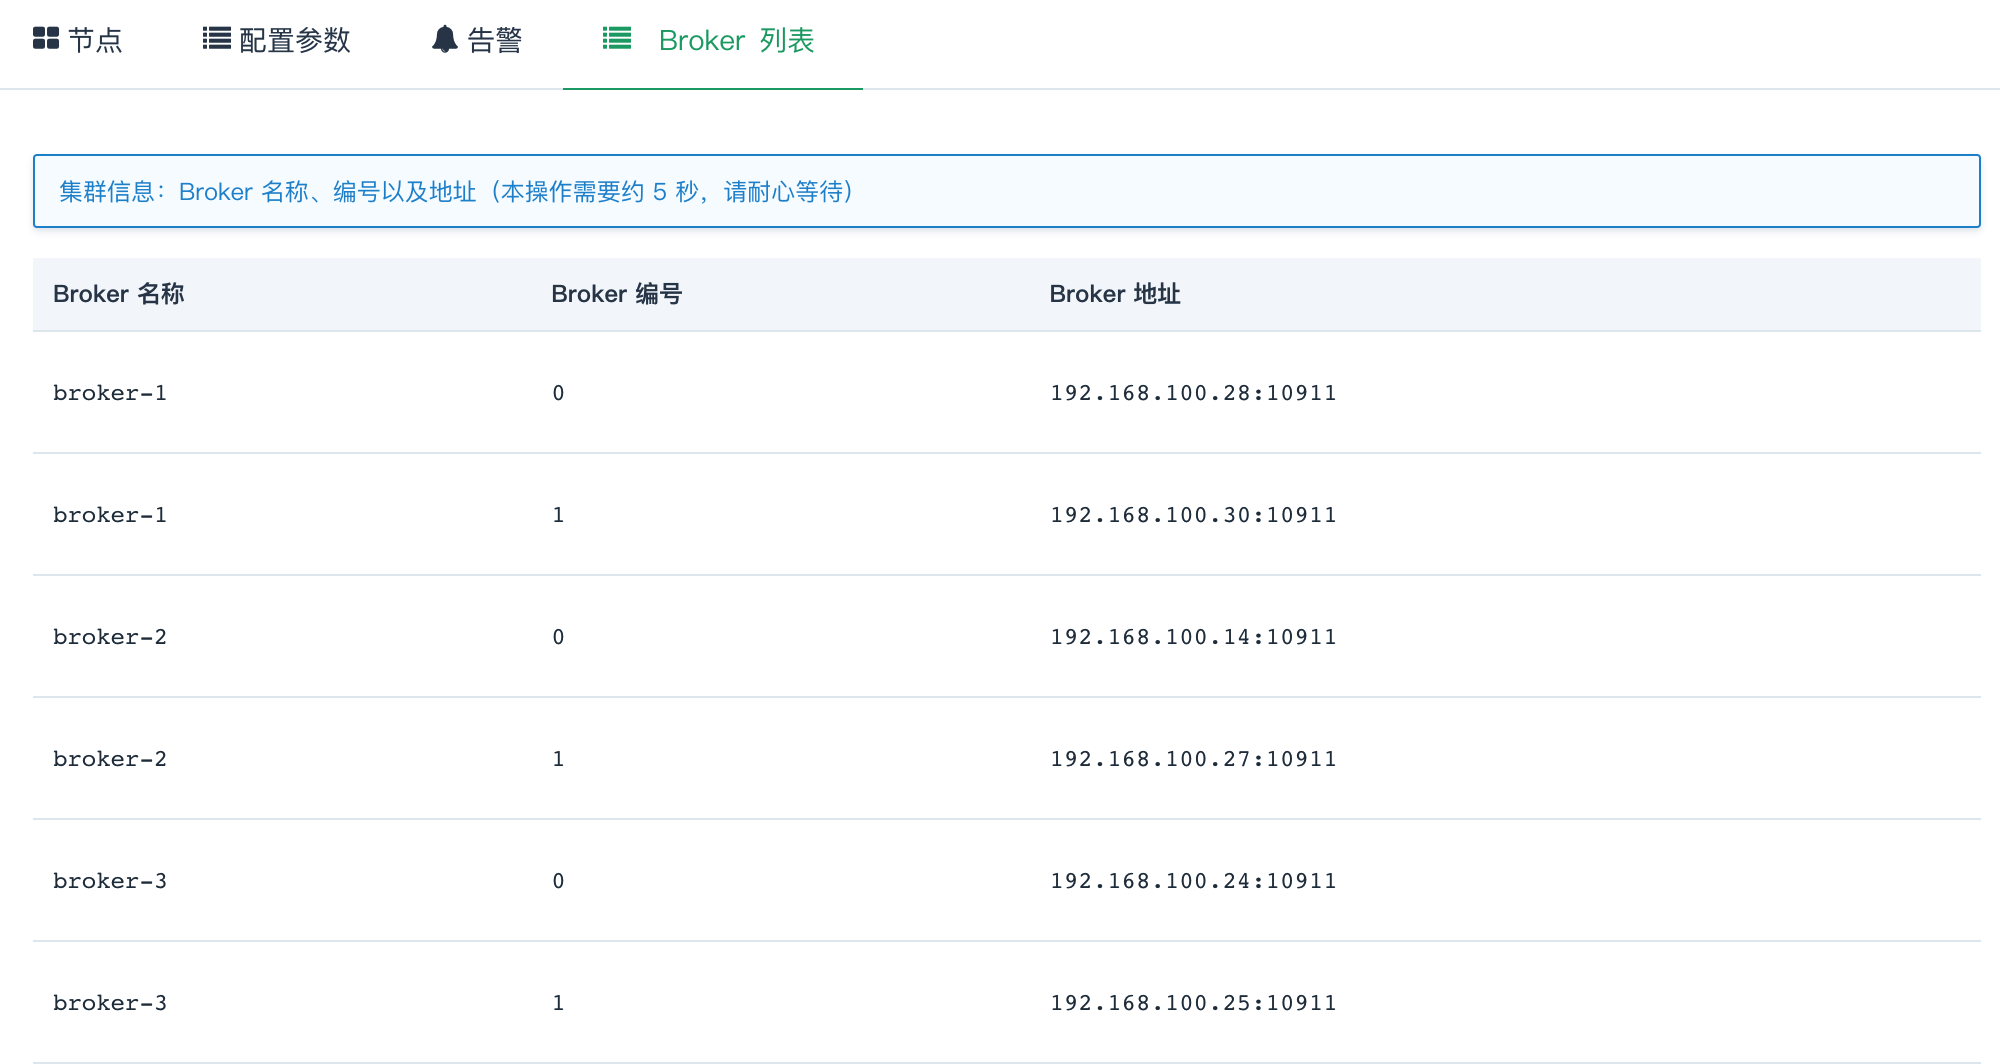 节点 配置参数 告警 Broker 列表
集群信息：Broker 名称、编号以及地址（本操作需要约 5 秒，请耐心等待）
Broker 名称 Broker 编号 Broker 地址
broker-1 0 192.168.100.28:10911
broker-1 1 192.168.100.30:10911
broker-2 0 192.168.100.14:10911
broker-2 1 192.168.100.27:10911
broker-3 0 192.168.100.24:10911
broker-3 1 192.168.100.25:10911